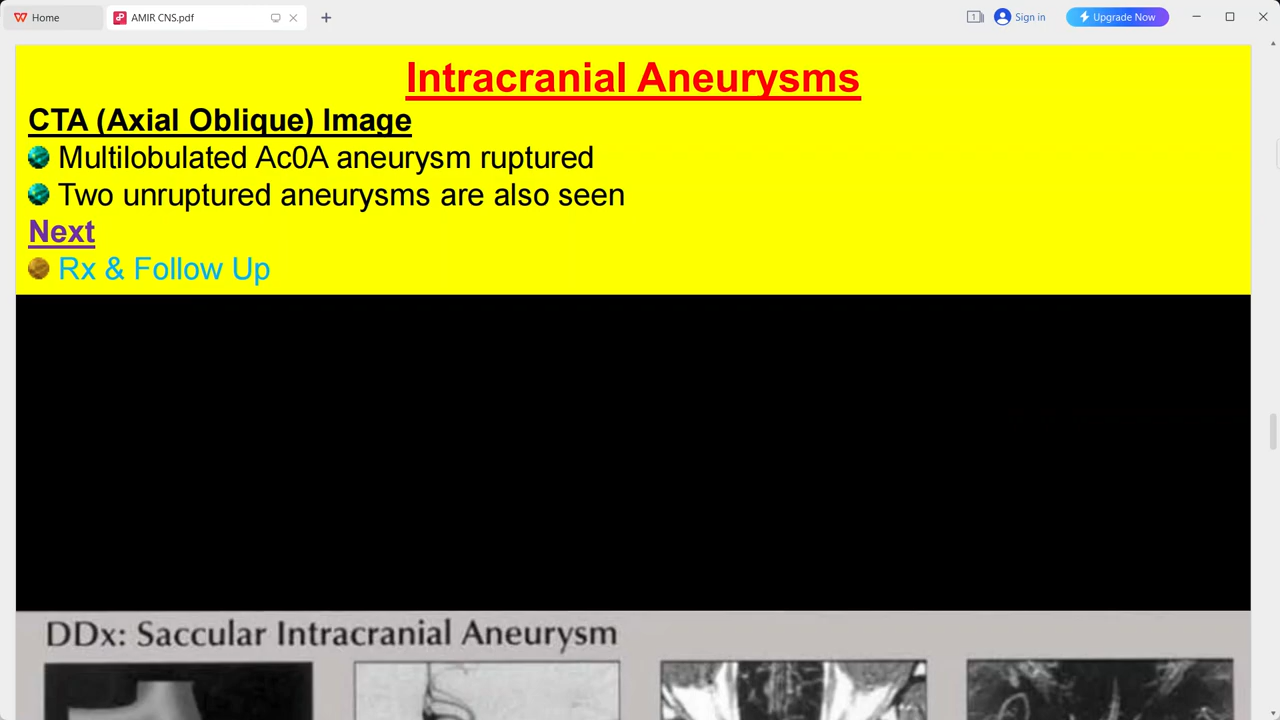 Home
AMIR CNS.pdf
1
Sign in
Upgrade Now
Intracranial Aneurysms
CTA (Axial Oblique) Image
Multilobulated Ac0A aneurysm ruptured
Two unruptured aneurysms are also seen
Next
Rx & Follow Up
DDx: Saccular Intracranial Aneurysm